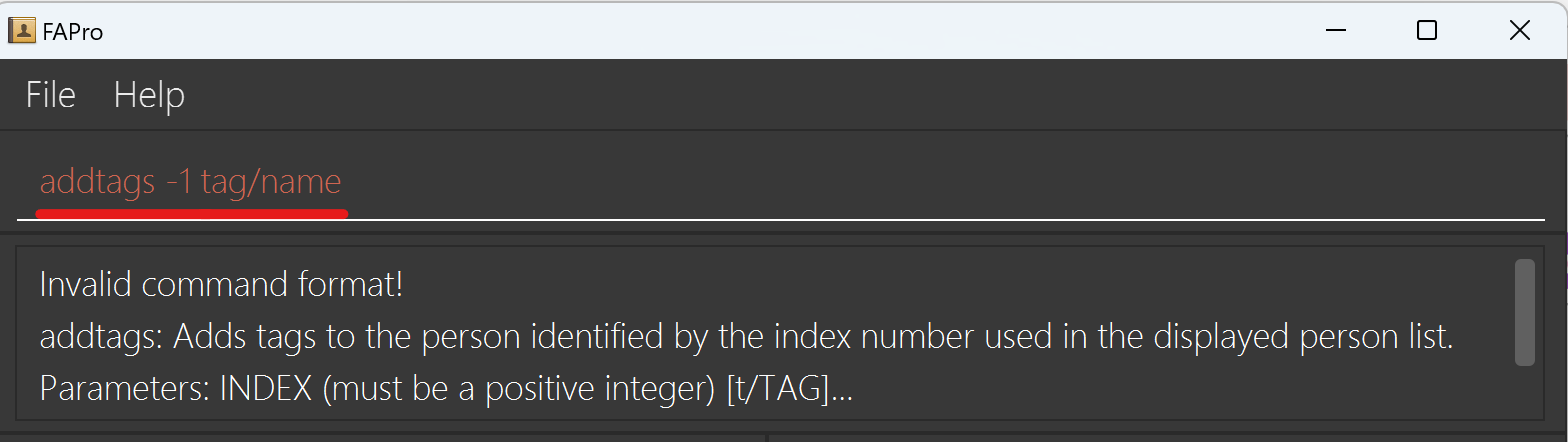 FAPro
File Help
addtags -1 tag/name
Invalid command format!
addtags: Adds tags to the person identified by the index number used in the displayed person list.
Parameters: INDEX (must be a positive integer) [t/TAG]...